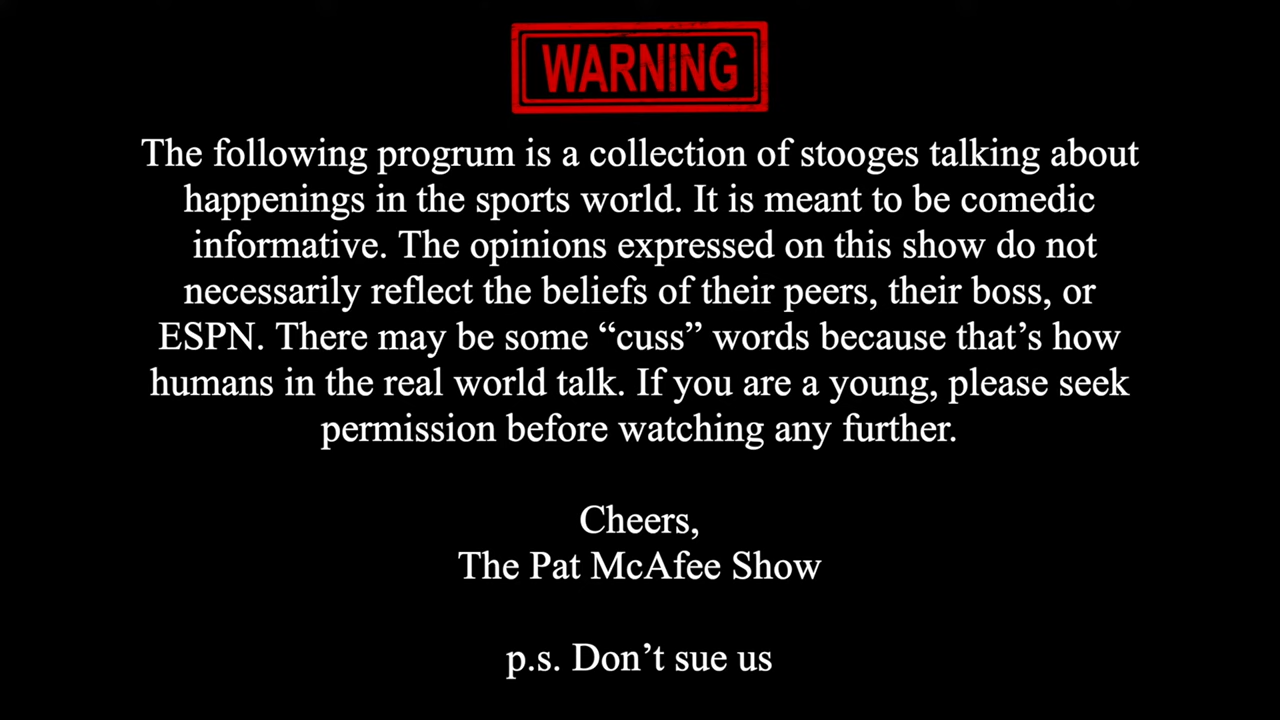 WARNING
The following progrum is a collection of stooges talking about
happenings in the sports world. It is meant to be comedic
informative. The opinions expressed on this show do not
necessarily reflect the beliefs of their peers, their boss, or
ESPN. There may be some “cuss” words because that’s how
humans in the real world talk. If you are a young, please seek
permission before watching any further.
Cheers,
The Pat McAfee Show
p.s. Don’t sue us